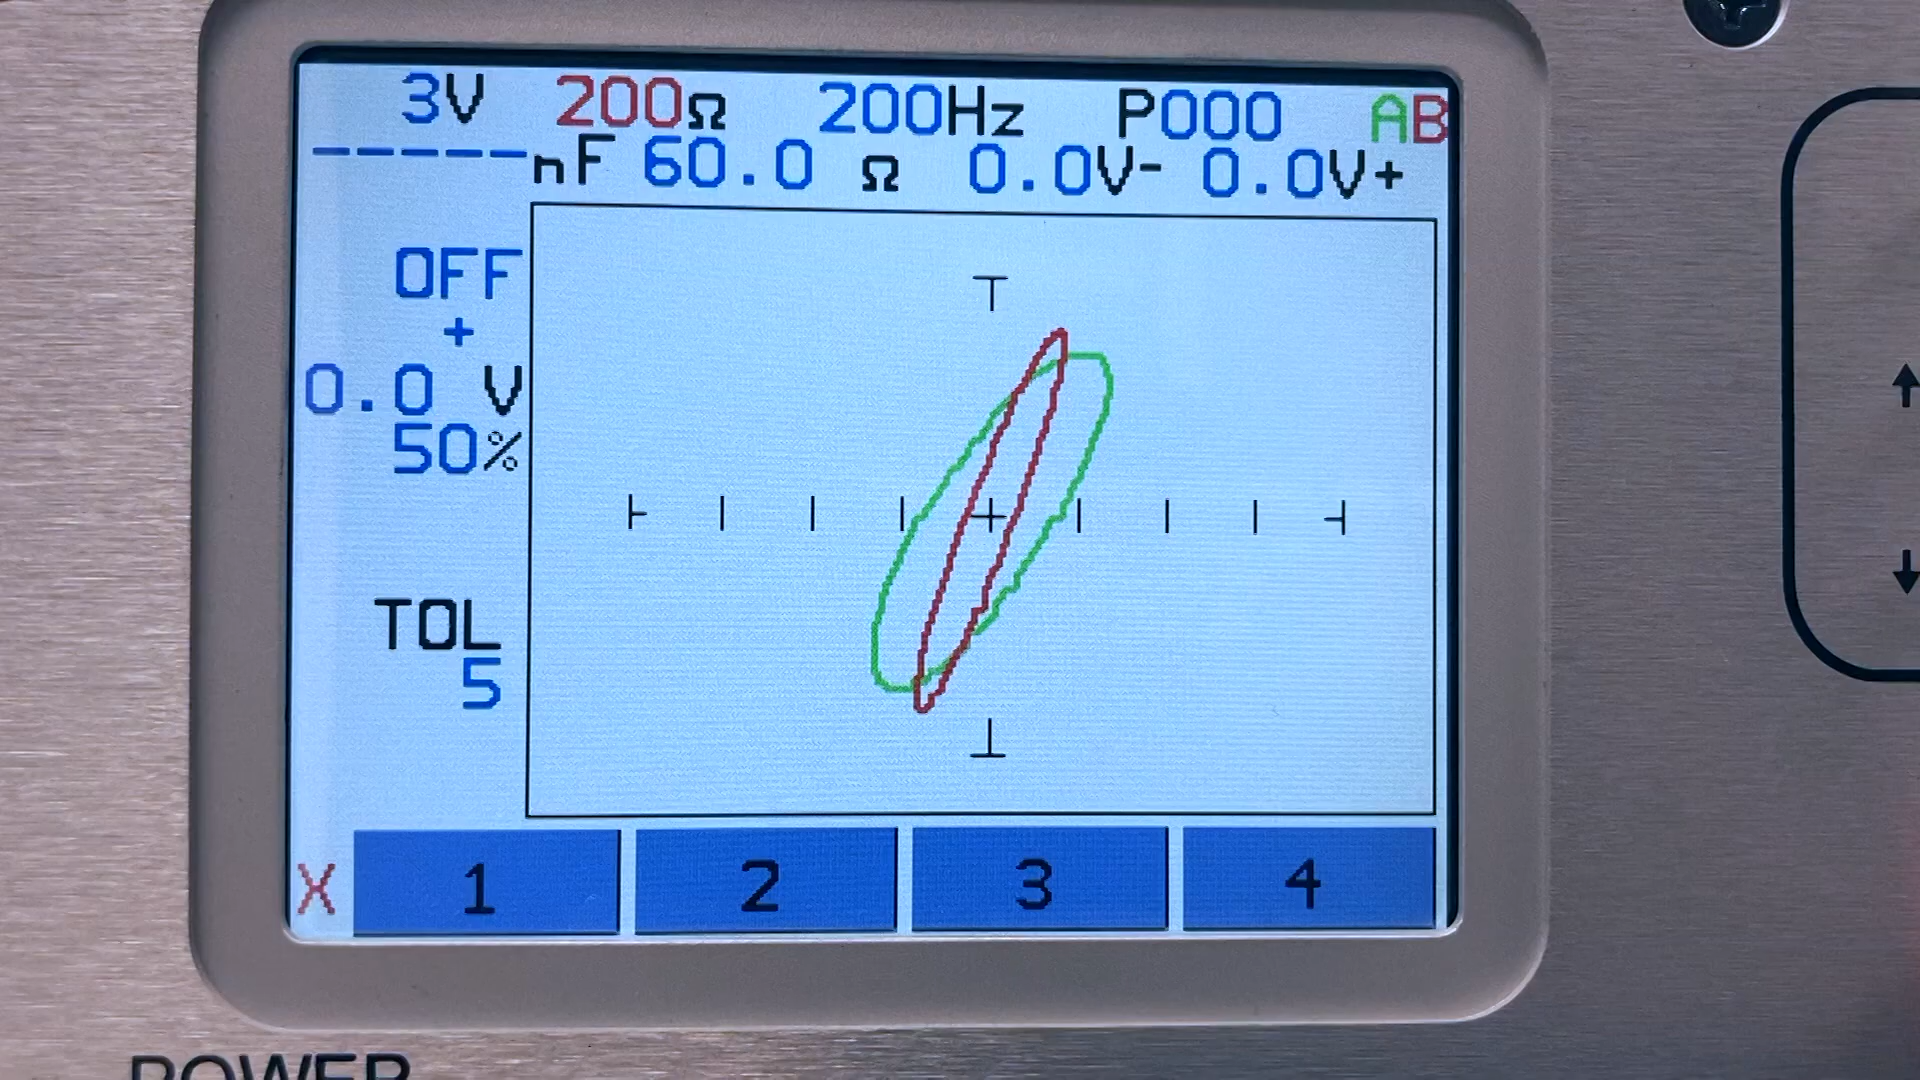 3V 200Ω 200Hz P000 AB
-----nF 60.0 Ω 0.0V- 0.0V+
OFF
+
0.0 V
50%
TOL
5
X 1 2 3 4
POWER